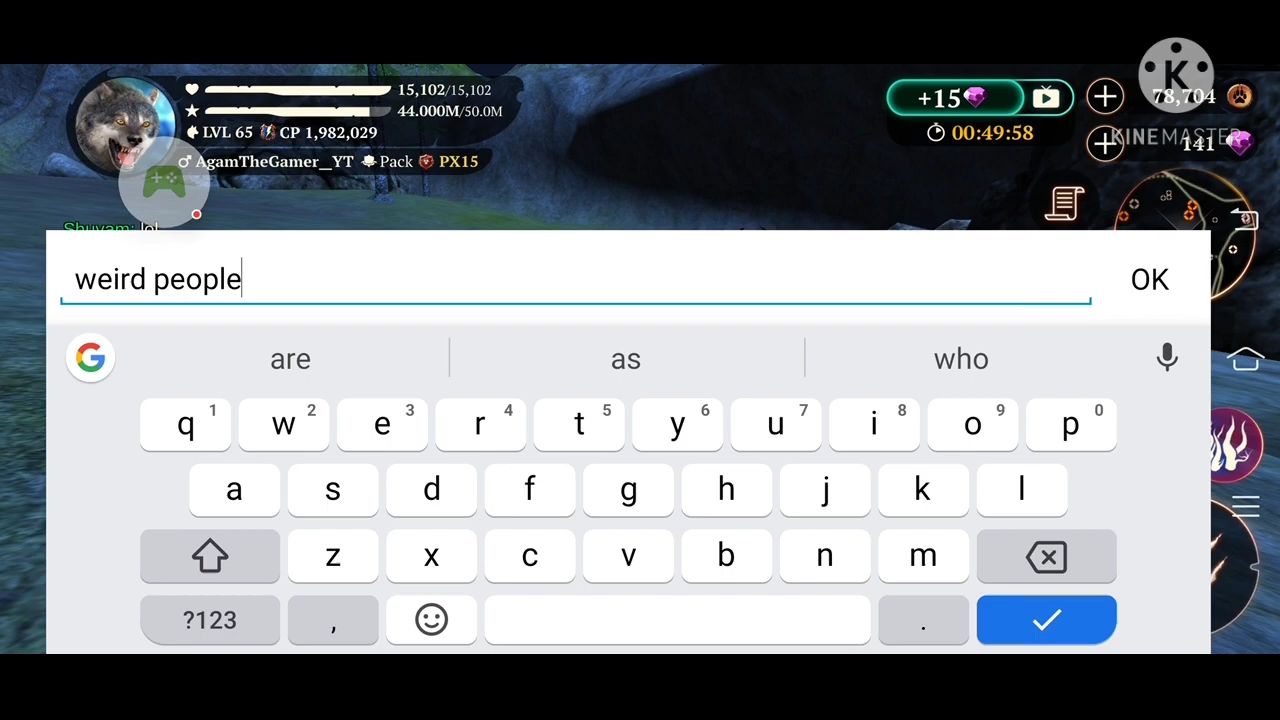 15,102/15,102
44.000M/50.0M
LVL 65 CP 1,982,029
AgamTheGamer_YT Pack PX15
+15
00:49:58
78,704
141
K
KINEMASTER
Shuvam: lol
weird people
OK
G
are as who
q 1 w 2 e 3 r 4 t 5 y 6 u 7 i 8 o 9 p 0
a s d f g h j k l
z x c v b n m
?123 , .